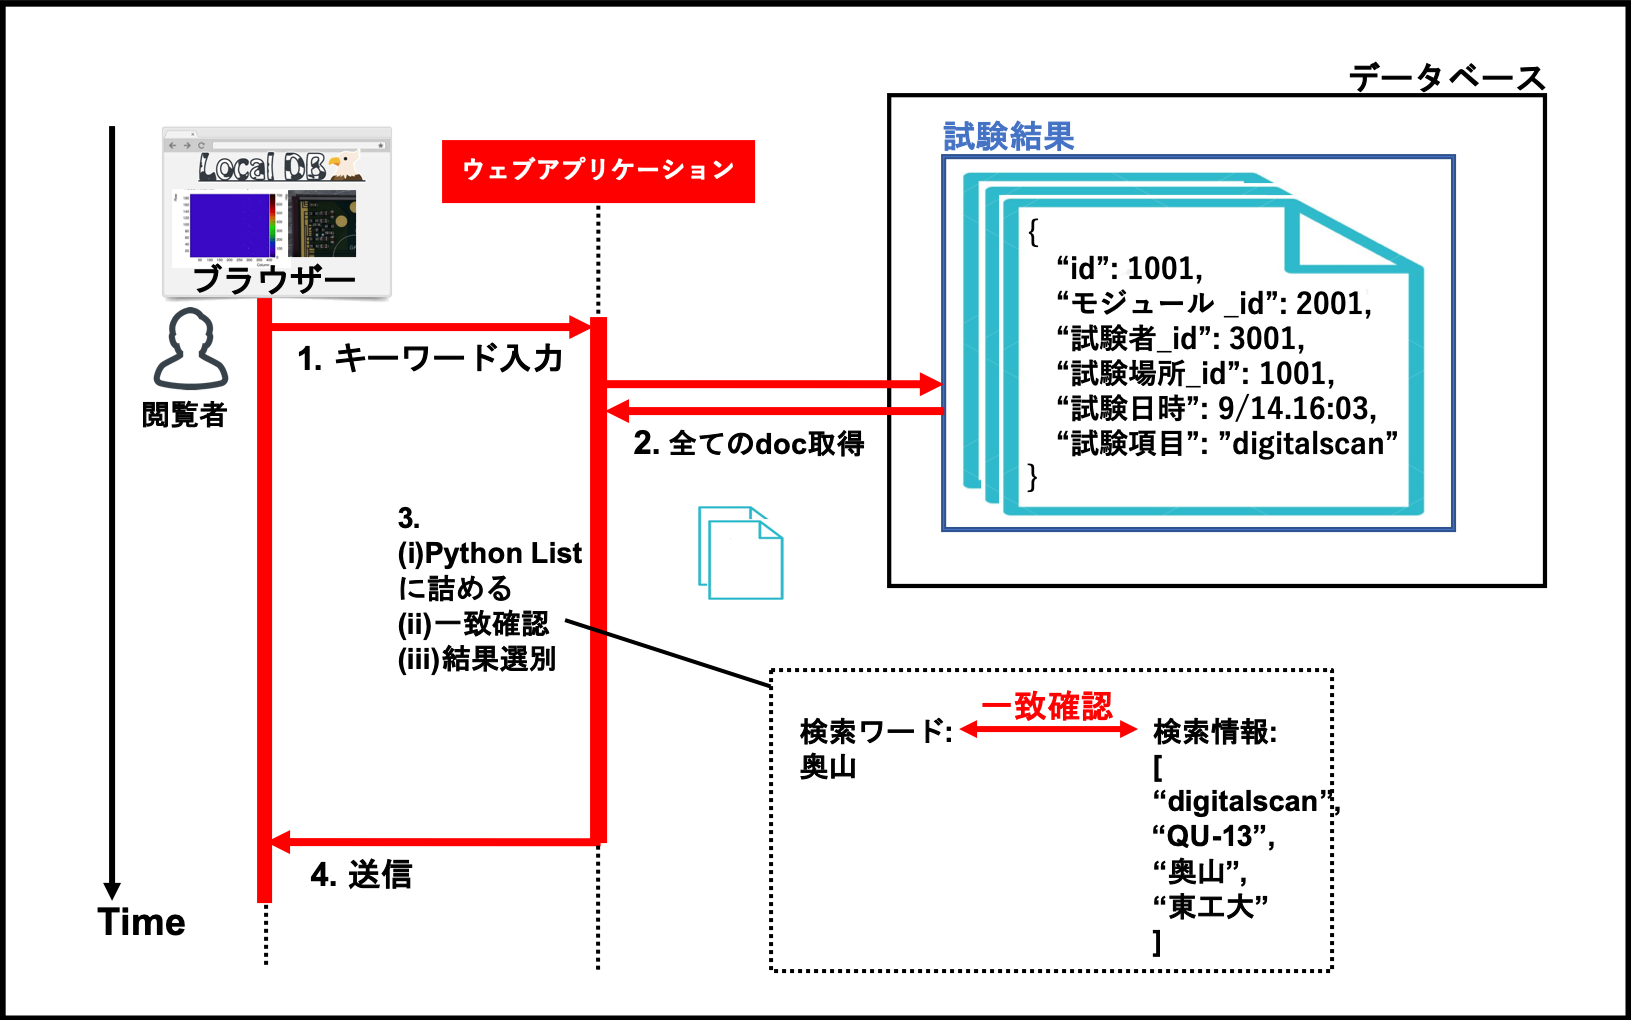 データベース
試験結果
Local DB
ブラウザー
ウェブアプリケーション
{
“id”: 1001,
“モジュール _id”: 2001,
“試験者_id”: 3001,
“試験場所_id”: 1001,
“試験日時”: 9/14.16:03,
“試験項目”: ”digitalscan”
}
1. キーワード入力
閲覧者
2. 全てのdoc取得
3.
(i)Python List
に詰める
(ii)一致確認
(iii)結果選別
一致確認
検索ワード:
奥山
検索情報:
[
“digitalscan”,
“QU-13”,
“奥山”,
“東工大”
]
4. 送信
Time